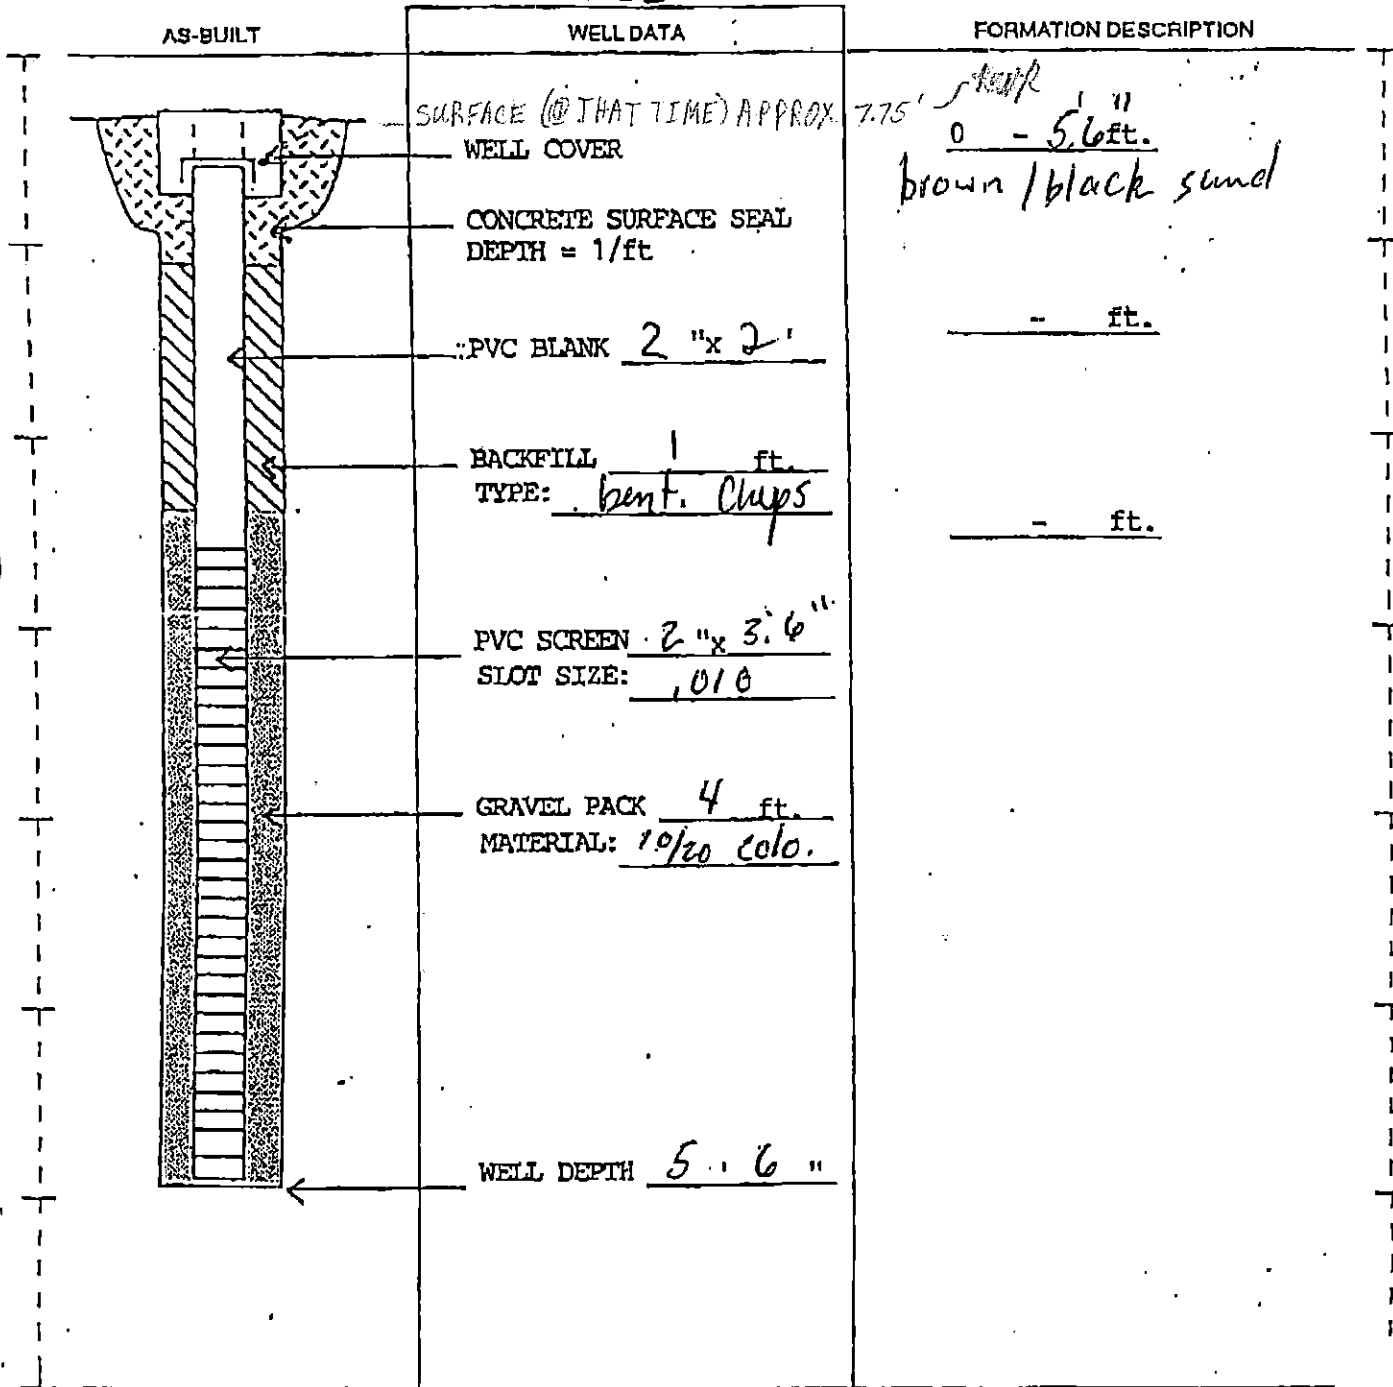 AS-BUILT
WELL DATA
FORMATION DESCRIPTION
SURFACE (@ THAT TIME) APPROX. 7.75'
0 - 5'6" ft.
brown / black sand
WELL COVER
CONCRETE SURFACE SEAL
DEPTH = 1/ft
- ft.
PVC BLANK 2 "x 2 '
BACKFILL 1 ft.
TYPE: bent. Chips
- ft.
PVC SCREEN 2 "x 3' 6"
SLOT SIZE: .010
GRAVEL PACK 4 ft.
MATERIAL: 10/20 Colo.
WELL DEPTH 5 ' 6 "